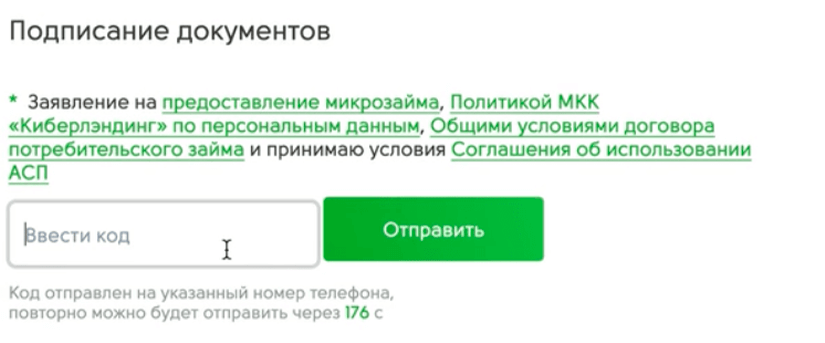 Подписание документов
* Заявление на предоставление микрозайма, Политикой МКК
«Киберлэндинг» по персональным данным, Общими условиями договора
потребительского займа и принимаю условия Соглашения об использовании
АСП
Ввести код
Отправить
Код отправлен на указанный номер телефона,
повторно можно будет отправить через 176 с